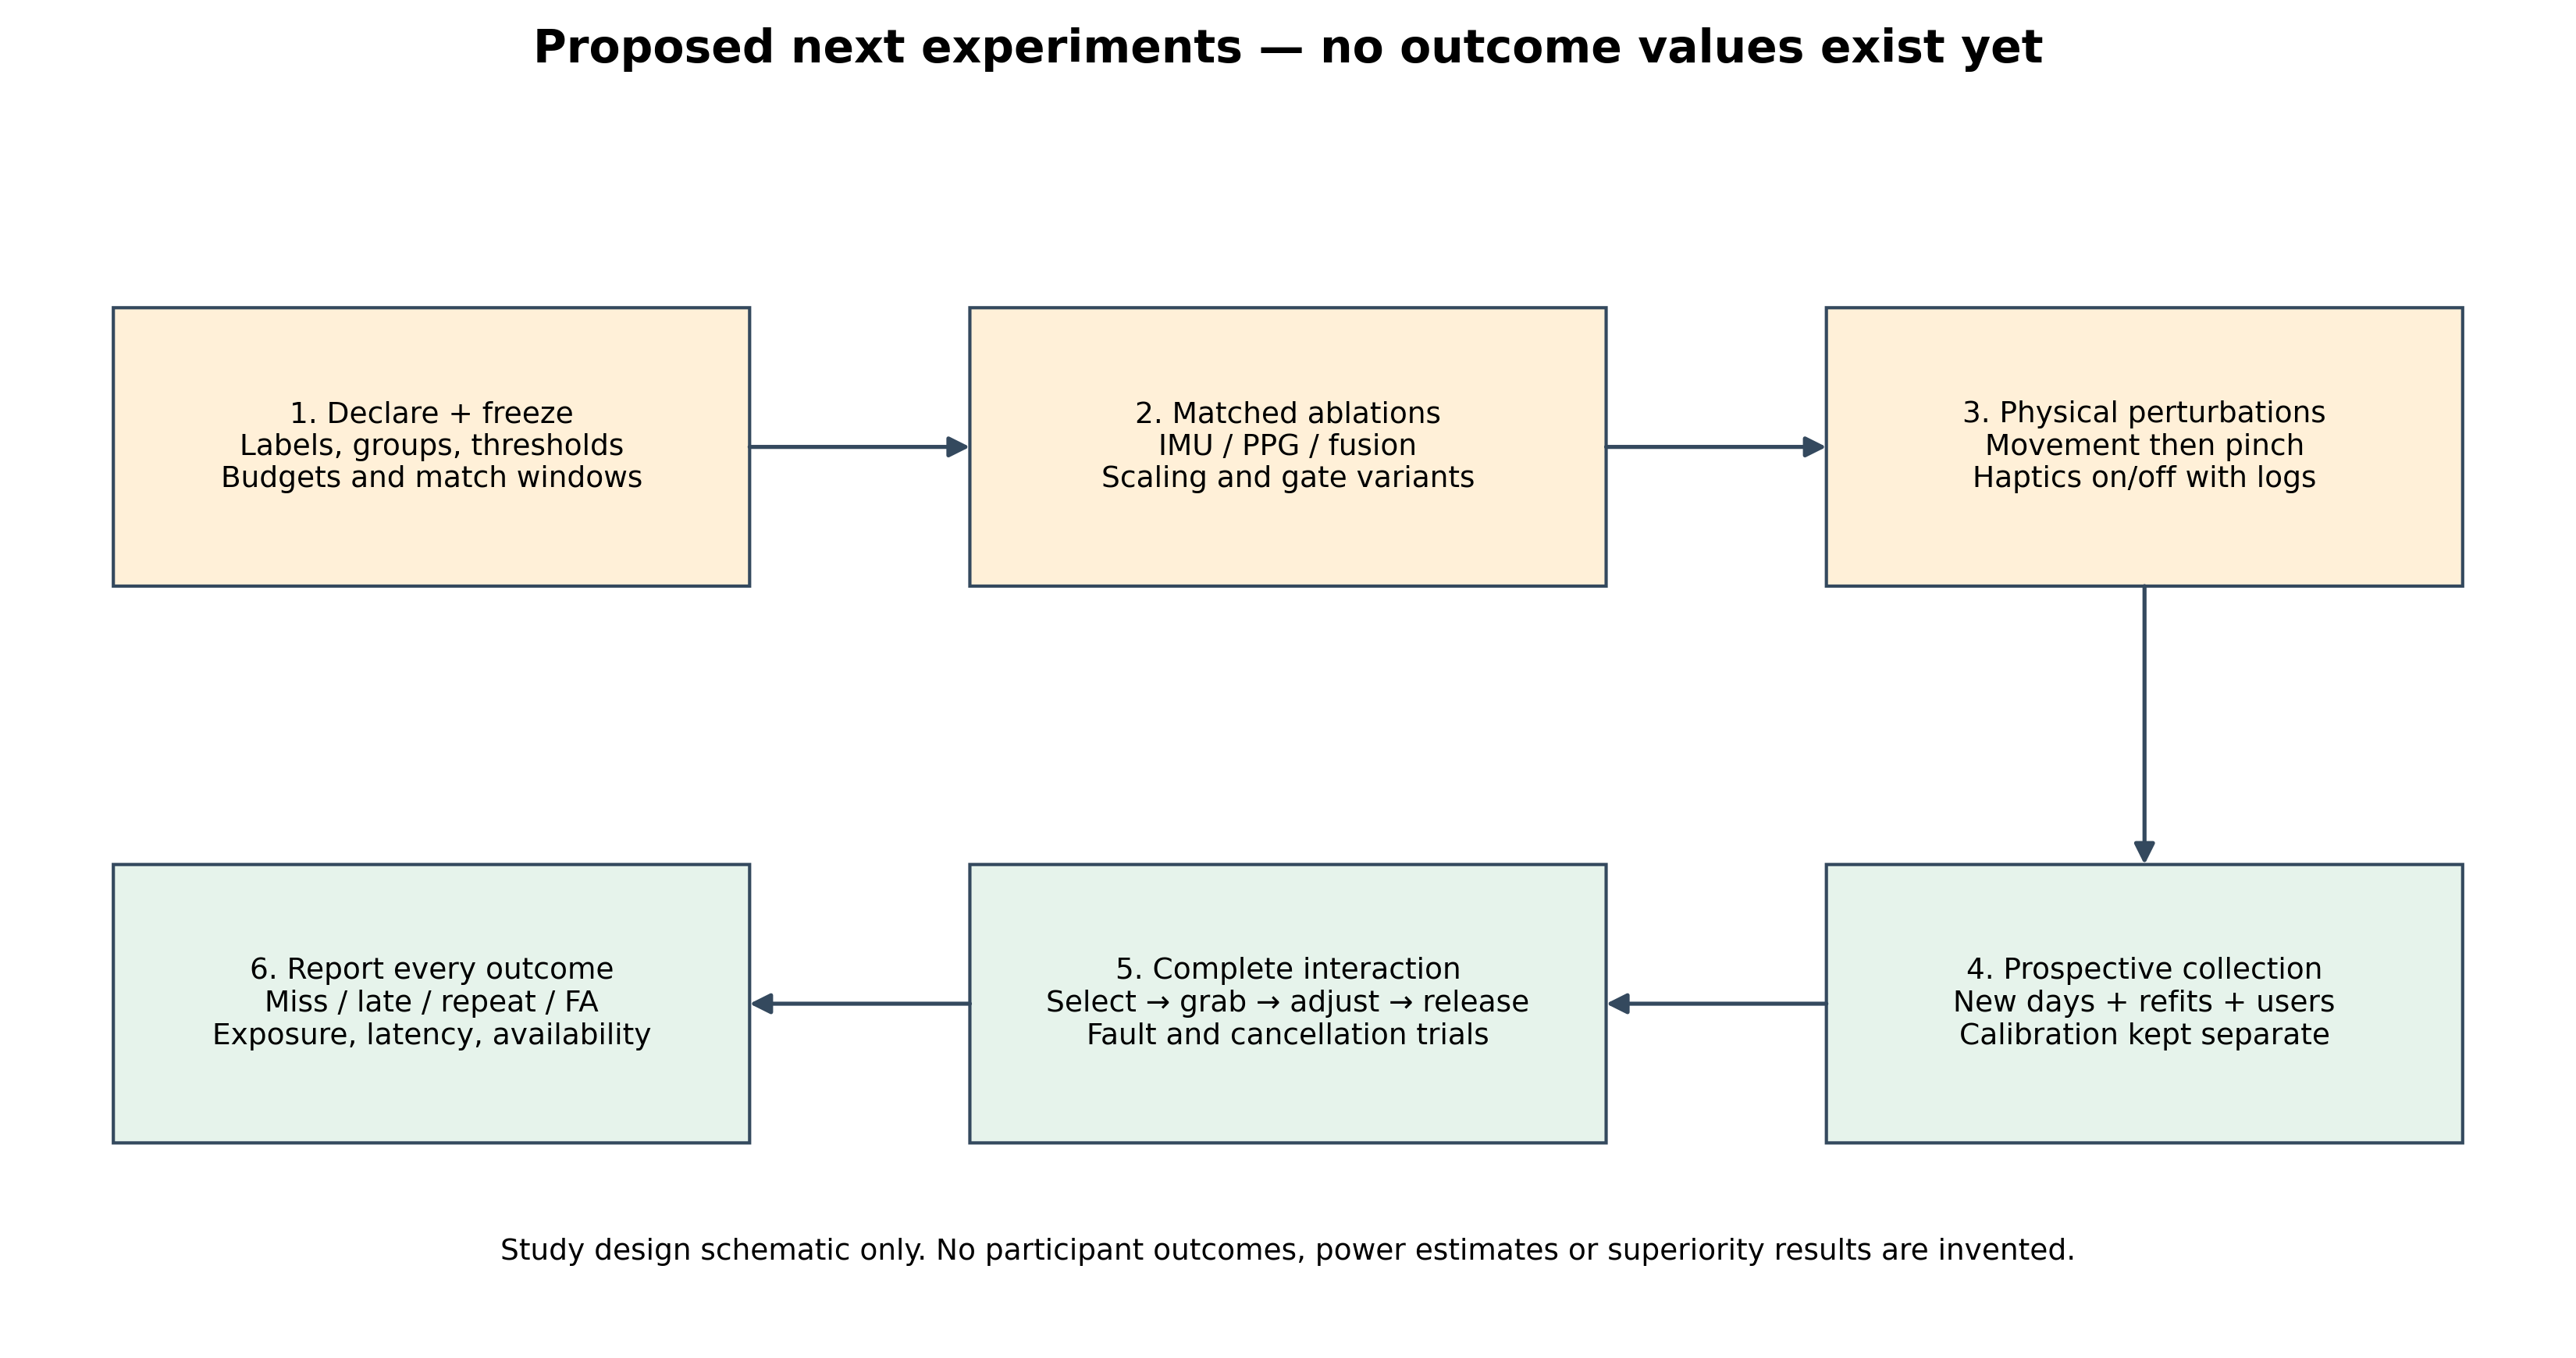 Proposed next experiments — no outcome values exist yet
1. Declare + freeze
Labels, groups, thresholds
Budgets and match windows
2. Matched ablations
IMU / PPG / fusion
Scaling and gate variants
3. Physical perturbations
Movement then pinch
Haptics on/off with logs
4. Prospective collection
New days + refits + users
Calibration kept separate
5. Complete interaction
Select → grab → adjust → release
Fault and cancellation trials
6. Report every outcome
Miss / late / repeat / FA
Exposure, latency, availability
Study design schematic only. No participant outcomes, power estimates or superiority results are invented.